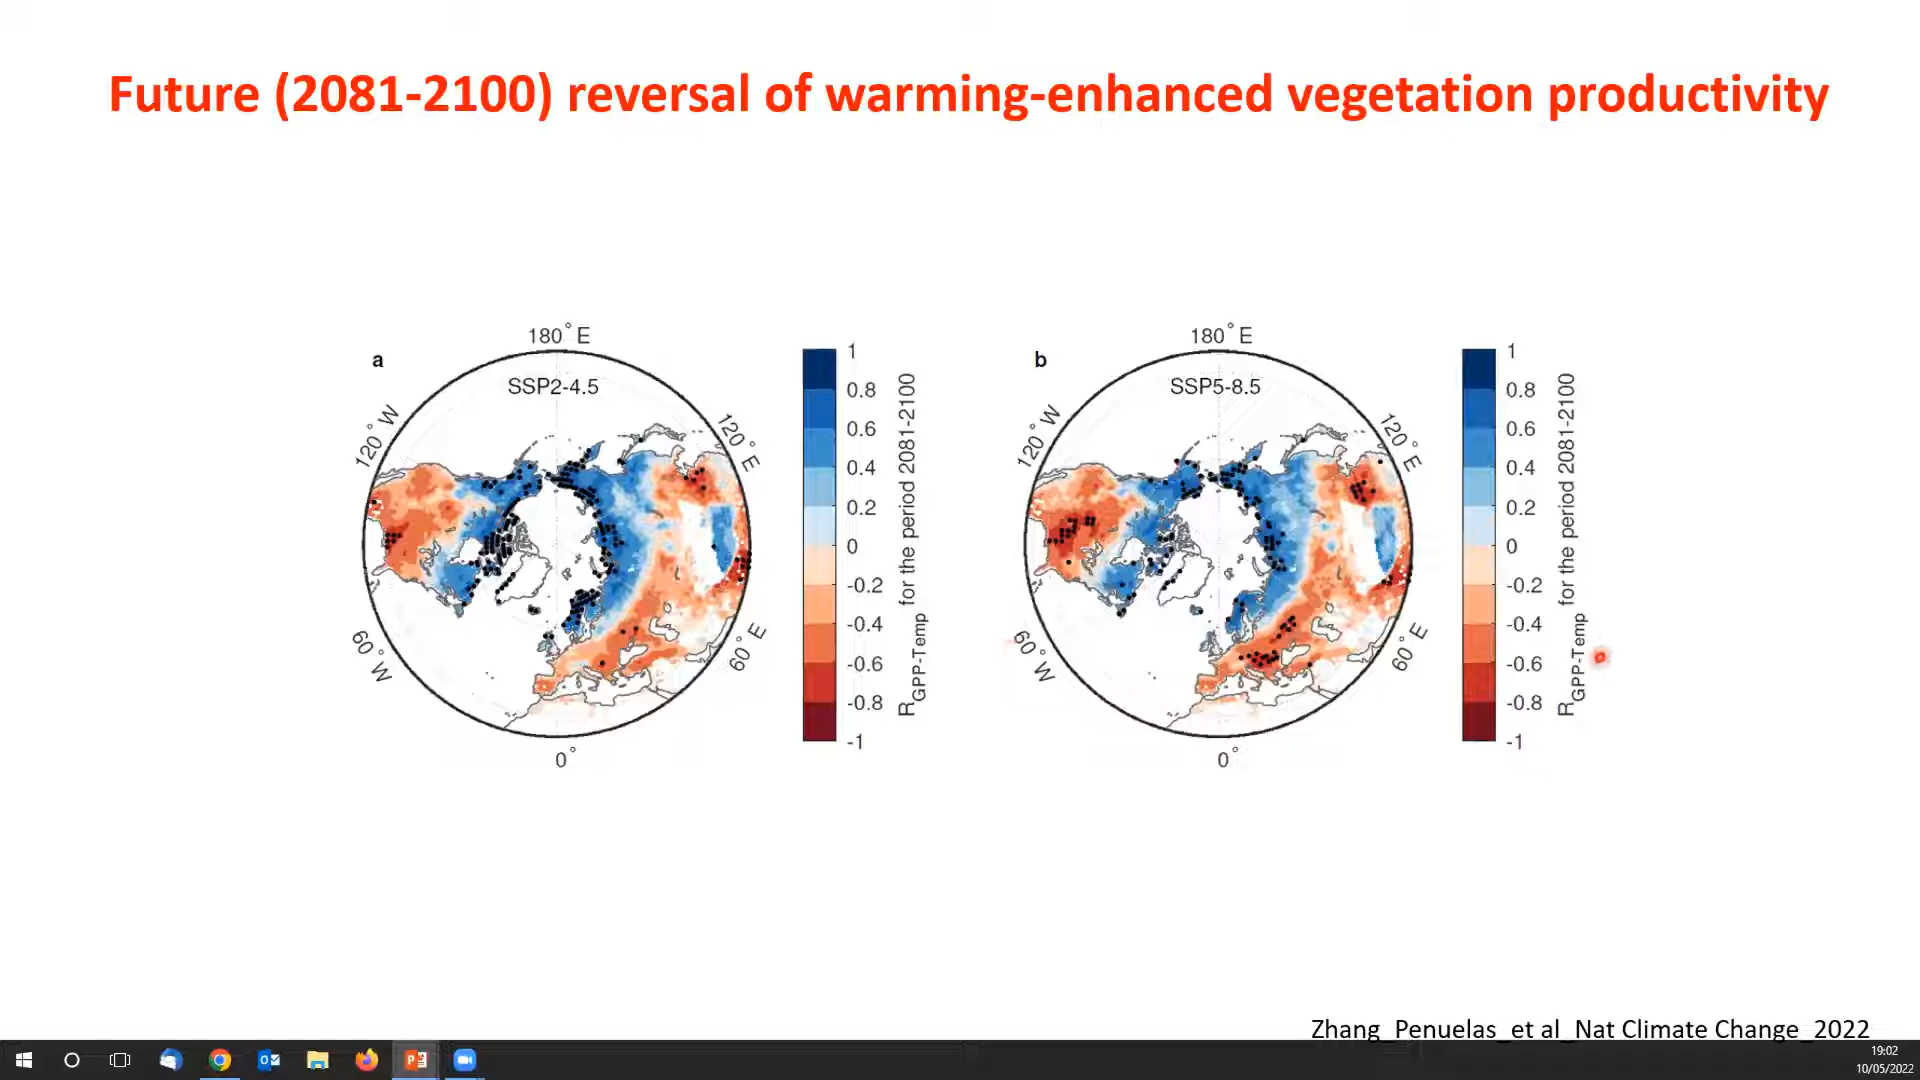 Future (2081-2100) reversal of warming-enhanced vegetation productivity
a
180°E
SSP2-4.5
120°W
120°E
60°W
60°E
0°
1
0.8
0.6
0.4
0.2
0
-0.2
-0.4
-0.6
-0.8
-1
R GPP-Temp for the period 2081-2100
b
180°E
SSP5-8.5
120°W
120°E
60°W
60°E
0°
1
0.8
0.6
0.4
0.2
0
-0.2
-0.4
-0.6
-0.8
-1
R GPP-Temp for the period 2081-2100
Zhang_Penuelas_et al_Nat Climate Change_2022
19:02
10/05/2022